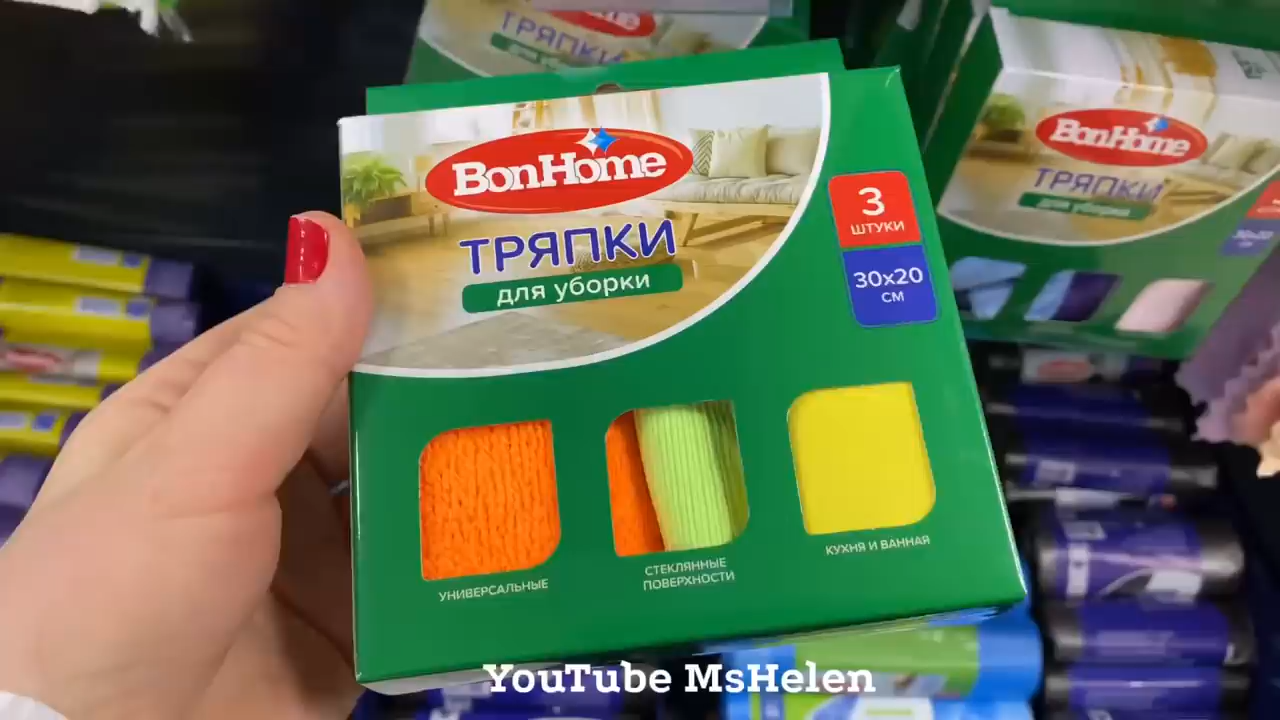 ТРЯПКИ
BonHome
ТРЯПКИ
для уборки
3
ШТУКИ
30x20
СМ
УНИВЕРСАЛЬНЫЕ
СТЕКЛЯННЫЕ
ПОВЕРХНОСТИ
КУХНЯ И ВАННАЯ
BonHome
ТРЯПКИ
для уборки
YouTube MsHelen